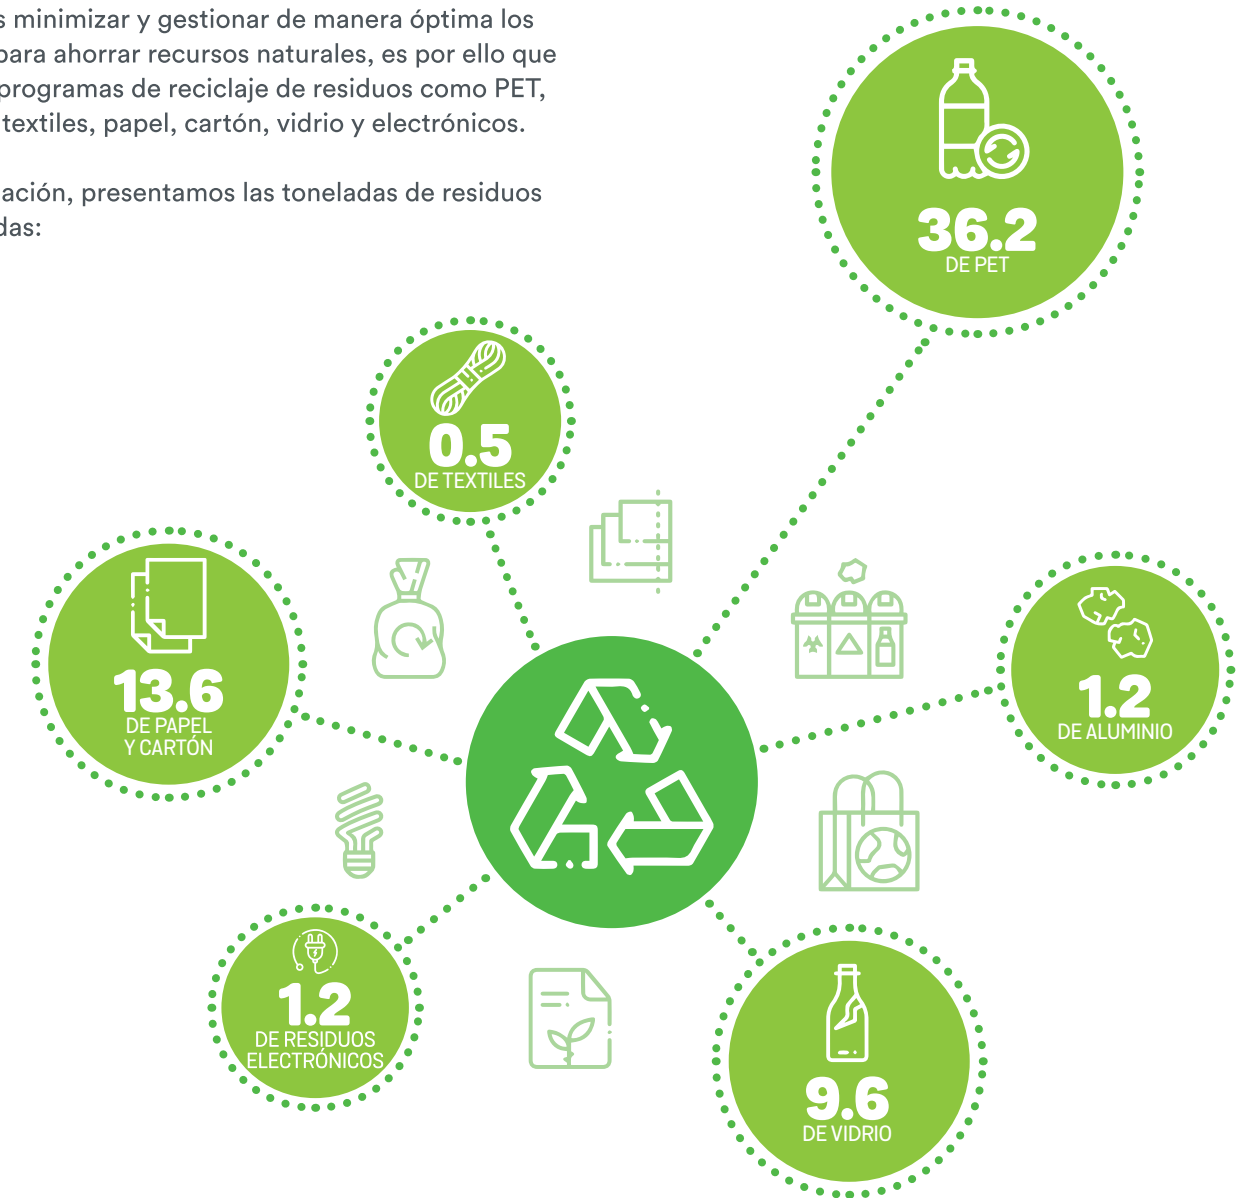 minimizar y gestionar de manera óptima los
para ahorrar recursos naturales, es por ello que
programas de reciclaje de residuos como PET,
textiles, papel, cartón, vidrio y electrónicos.
presentamos las toneladas de residuos
36.2
DE PET
0.5
DE TEXTILES
13.6
DE PAPEL
Y CARTÓN
1.2
DE ALUMINIO
1.2
DE RESIDUOS
ELECTRÓNICOS
9.6
DE VIDRIO